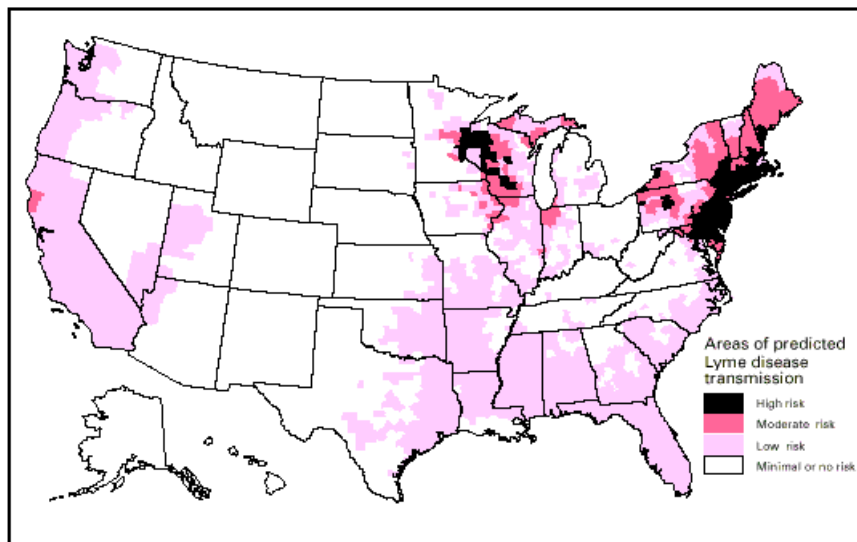 Areas of predicted
Lyme disease
transmission
High risk
Moderate risk
Low risk
Minimal or no risk